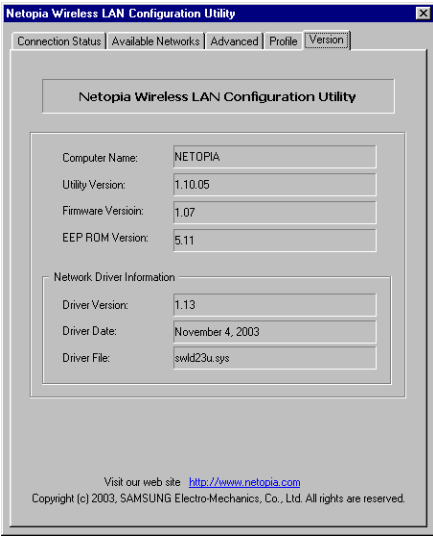 Netopia Wireless LAN Configuration Utility
Connection Status Available Networks Advanced Profile Version
Netopia Wireless LAN Configuration Utility
Computer Name: NETOPIA
Utility Version: 1.10.05
Firmware Versioin: 1.07
EEP ROM Version: 5.11
Network Driver Information
Driver Version: 1.13
Driver Date: November 4, 2003
Driver File: swld23u.sys
Visit our web site http://www.netopia.com
Copyright (c) 2003, SAMSUNG Electro-Mechanics, Co., Ltd. All rights are reserved.